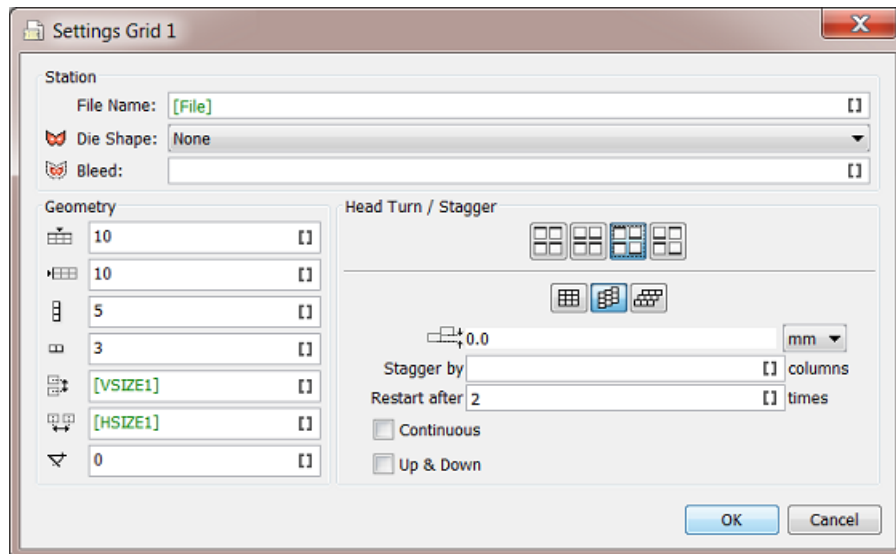 Settings Grid 1
Station
File Name: [File] []
Die Shape: None
Bleed: []
Geometry
10 []
10 []
5 []
3 []
[VSIZE1] []
[HSIZE1] []
0 []
Head Turn / Stagger
0.0 mm
Stagger by [] columns
Restart after 2 [] times
Continuous
Up & Down
OK Cancel